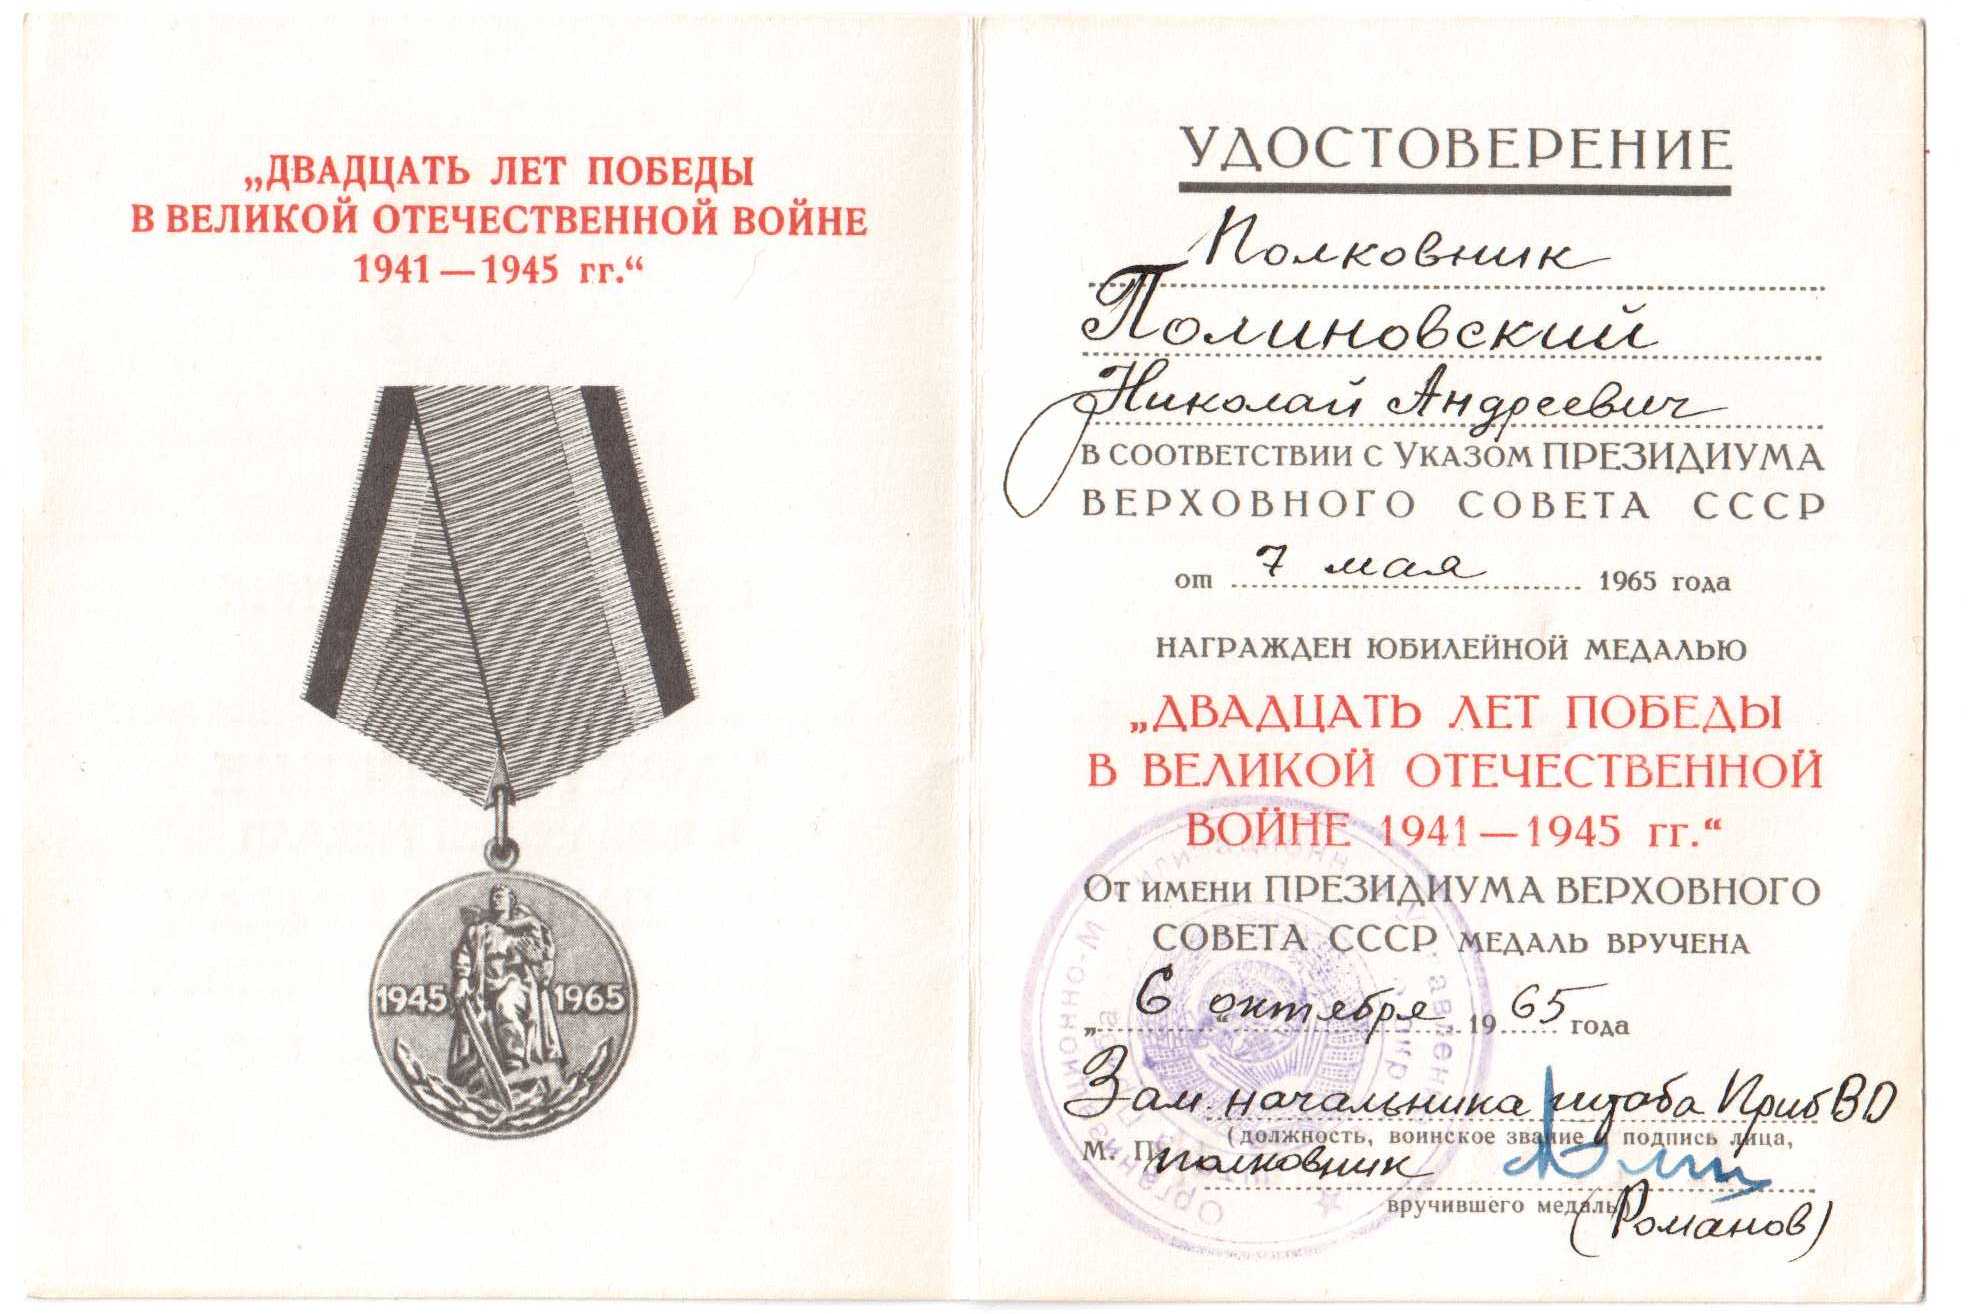 „ДВАДЦАТЬ ЛЕТ ПОБЕДЫ
В ВЕЛИКОЙ ОТЕЧЕСТВЕННОЙ ВОЙНЕ
1941—1945 гг.“
1945 1965
УДОСТОВЕРЕНИЕ
Полковник
Полиновский
Николай Андреевич
в соответствии с Указом ПРЕЗИДИУМА
ВЕРХОВНОГО СОВЕТА СССР
от 7 мая 1965 года
НАГРАЖДЕН ЮБИЛЕЙНОЙ МЕДАЛЬЮ
„ДВАДЦАТЬ ЛЕТ ПОБЕДЫ
В ВЕЛИКОЙ ОТЕЧЕСТВЕННОЙ
ВОЙНЕ 1941—1945 гг.“
От имени ПРЕЗИДИУМА ВЕРХОВНОГО
СОВЕТА СССР медаль вручена
„6“ октября 1965 года
Зам. начальника штаба ПрибВО
(должность, воинское звание и подпись лица,
М. П. полковник
вручившего медаль)
(Романов)